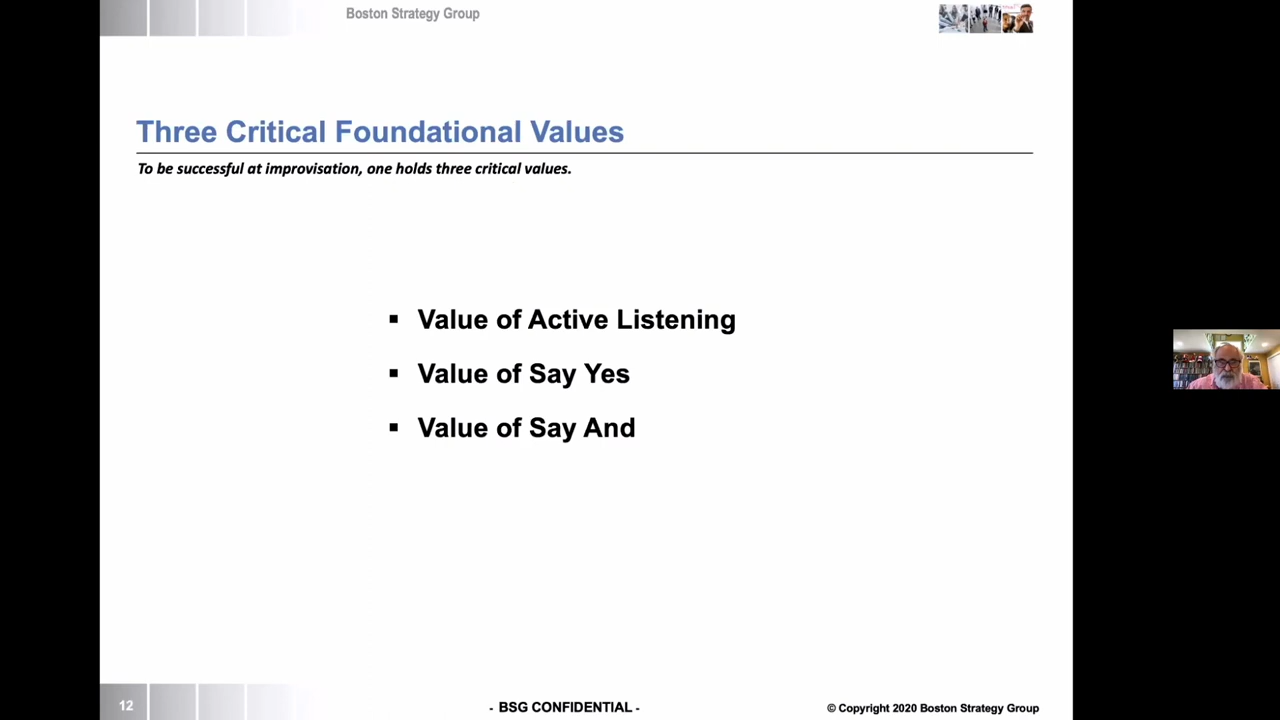 Boston Strategy Group
Three Critical Foundational Values
To be successful at improvisation, one holds three critical values.
▪ Value of Active Listening
▪ Value of Say Yes
▪ Value of Say And
12
- BSG CONFIDENTIAL -
© Copyright 2020 Boston Strategy Group